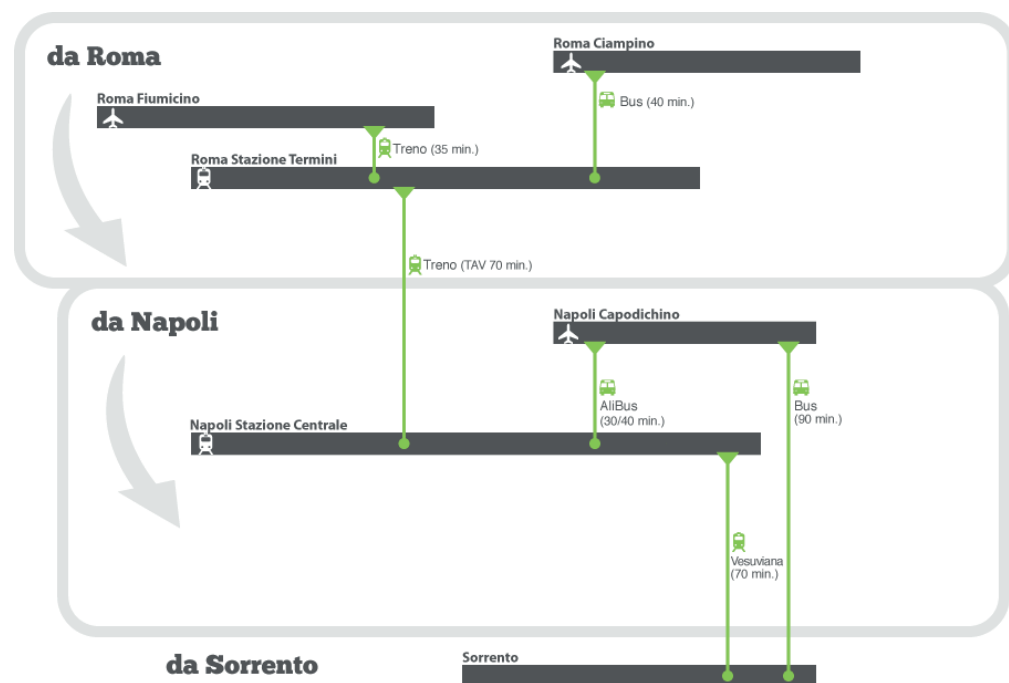 da Roma
Roma Ciampino
Bus (40 min.)
Roma Fiumicino
Treno (35 min.)
Roma Stazione Termini
Treno (TAV 70 min.)
da Napoli
Napoli Capodichino
AliBus
(30/40 min.)
Bus
(90 min.)
Napoli Stazione Centrale
Vesuviana
(70 min.)
da Sorrento
Sorrento